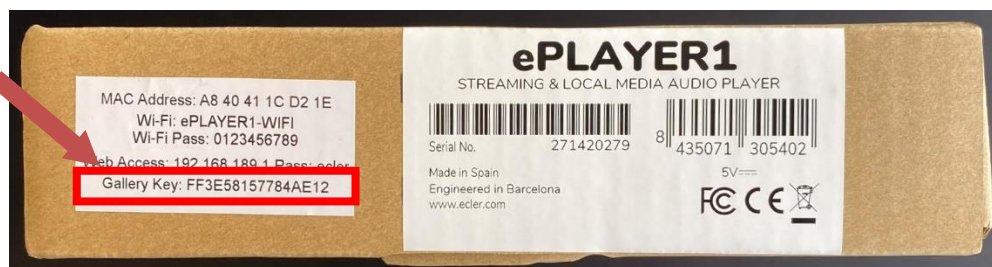 MAC Address: A8 40 41 1C D2 1E
Wi-Fi: ePLAYER1-WIFI
Wi-Fi Pass: 0123456789
Web Access: 192.168.189.1 Pass: ecler
Gallery Key: FF3E58157784AE12
ePLAYER1
STREAMING & LOCAL MEDIA AUDIO PLAYER
Serial No. 271420279
8 435071 305402
Made in Spain
Engineered in Barcelona
www.ecler.com
5V
FC CE